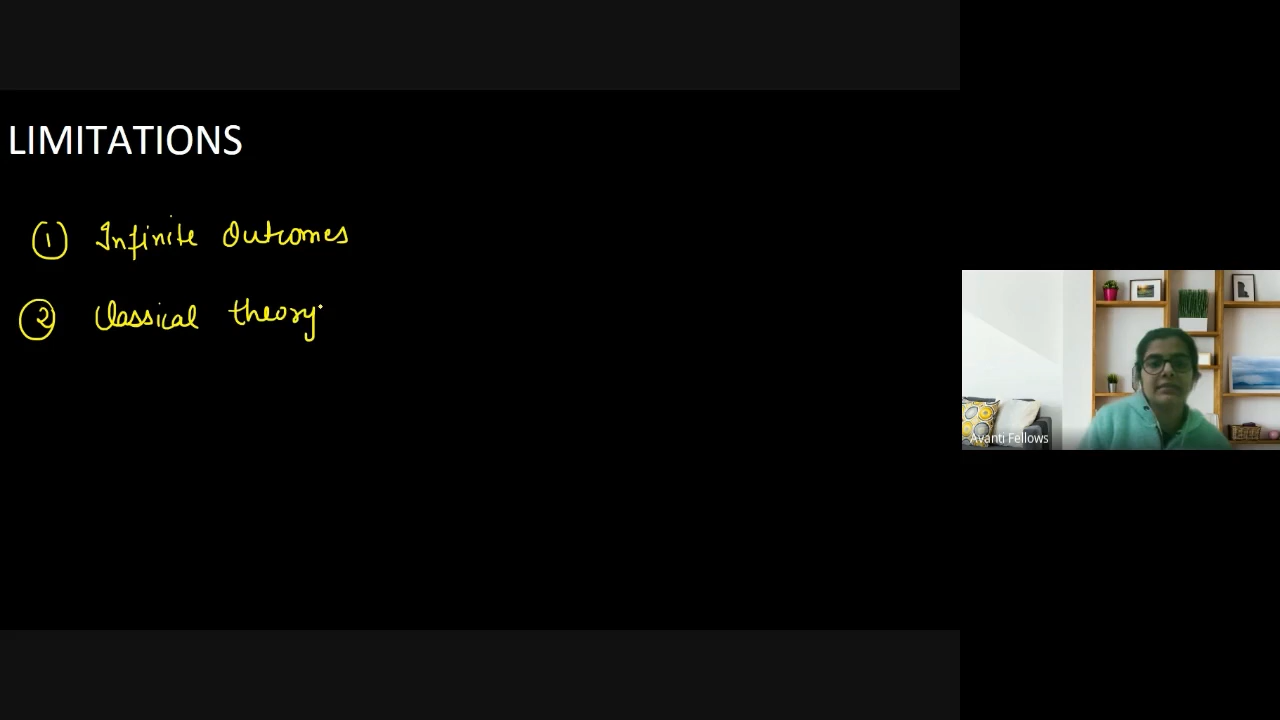 LIMITATIONS
① Infinite Outcomes
② Classical theory
Avanti Fellows